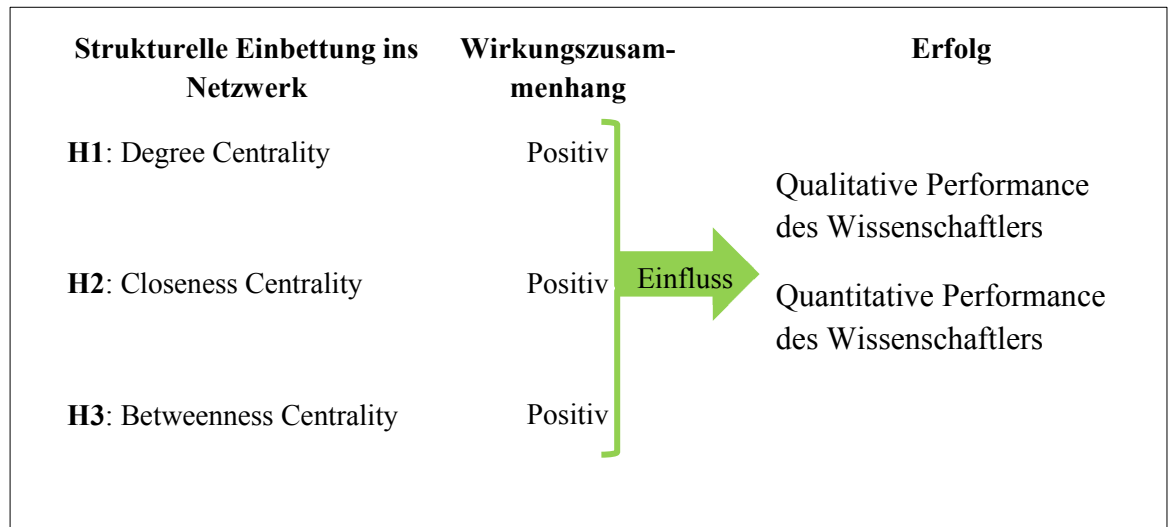 Strukturelle Einbettung ins
Netzwerk
Wirkungszusam-
menhang
Erfolg
H1: Degree Centrality
Positiv
H2: Closeness Centrality
Positiv
H3: Betweenness Centrality
Positiv
Einfluss
Qualitative Performance
des Wissenschaftlers
Quantitative Performance
des Wissenschaftlers